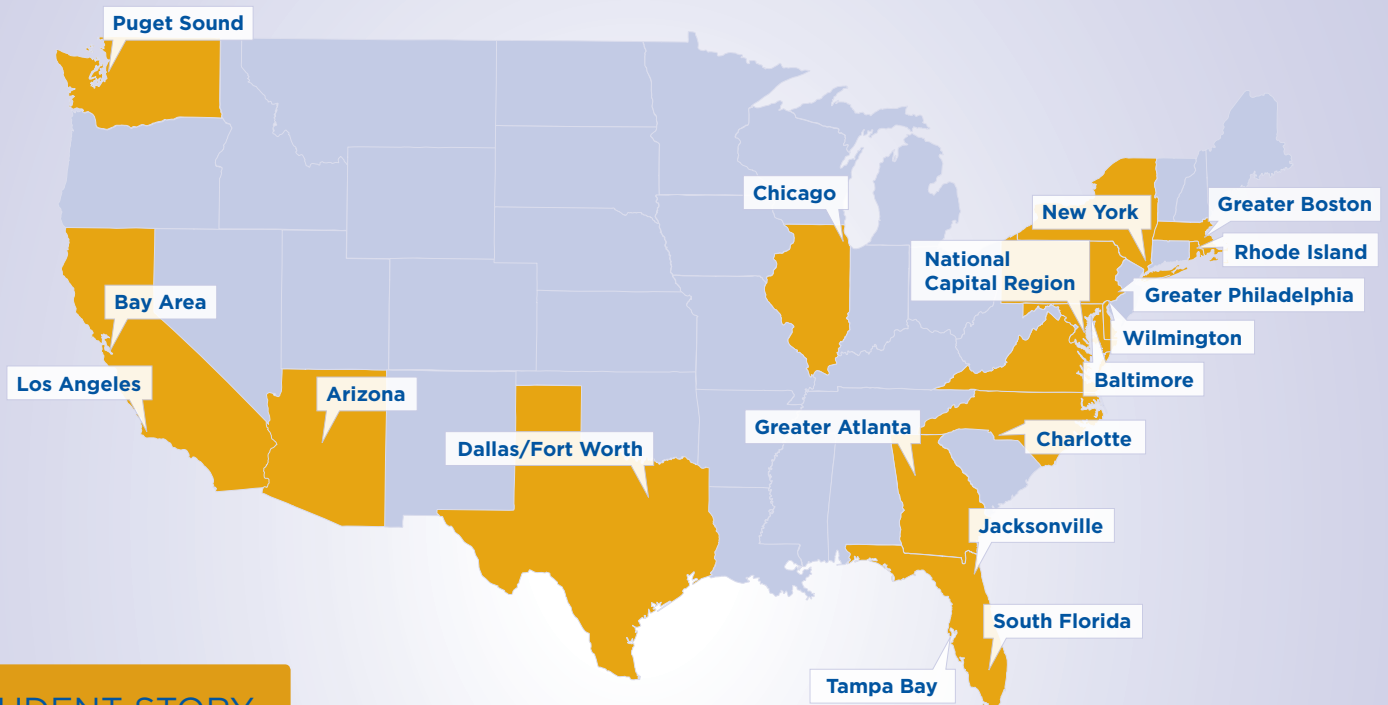 Puget Sound
Chicago
New York
Greater Boston
Rhode Island
National
Capital Region
Greater Philadelphia
Bay Area
Wilmington
Los Angeles
Arizona
Baltimore
Greater Atlanta
Charlotte
Dallas/Fort Worth
Jacksonville
South Florida
Tampa Bay
STORY